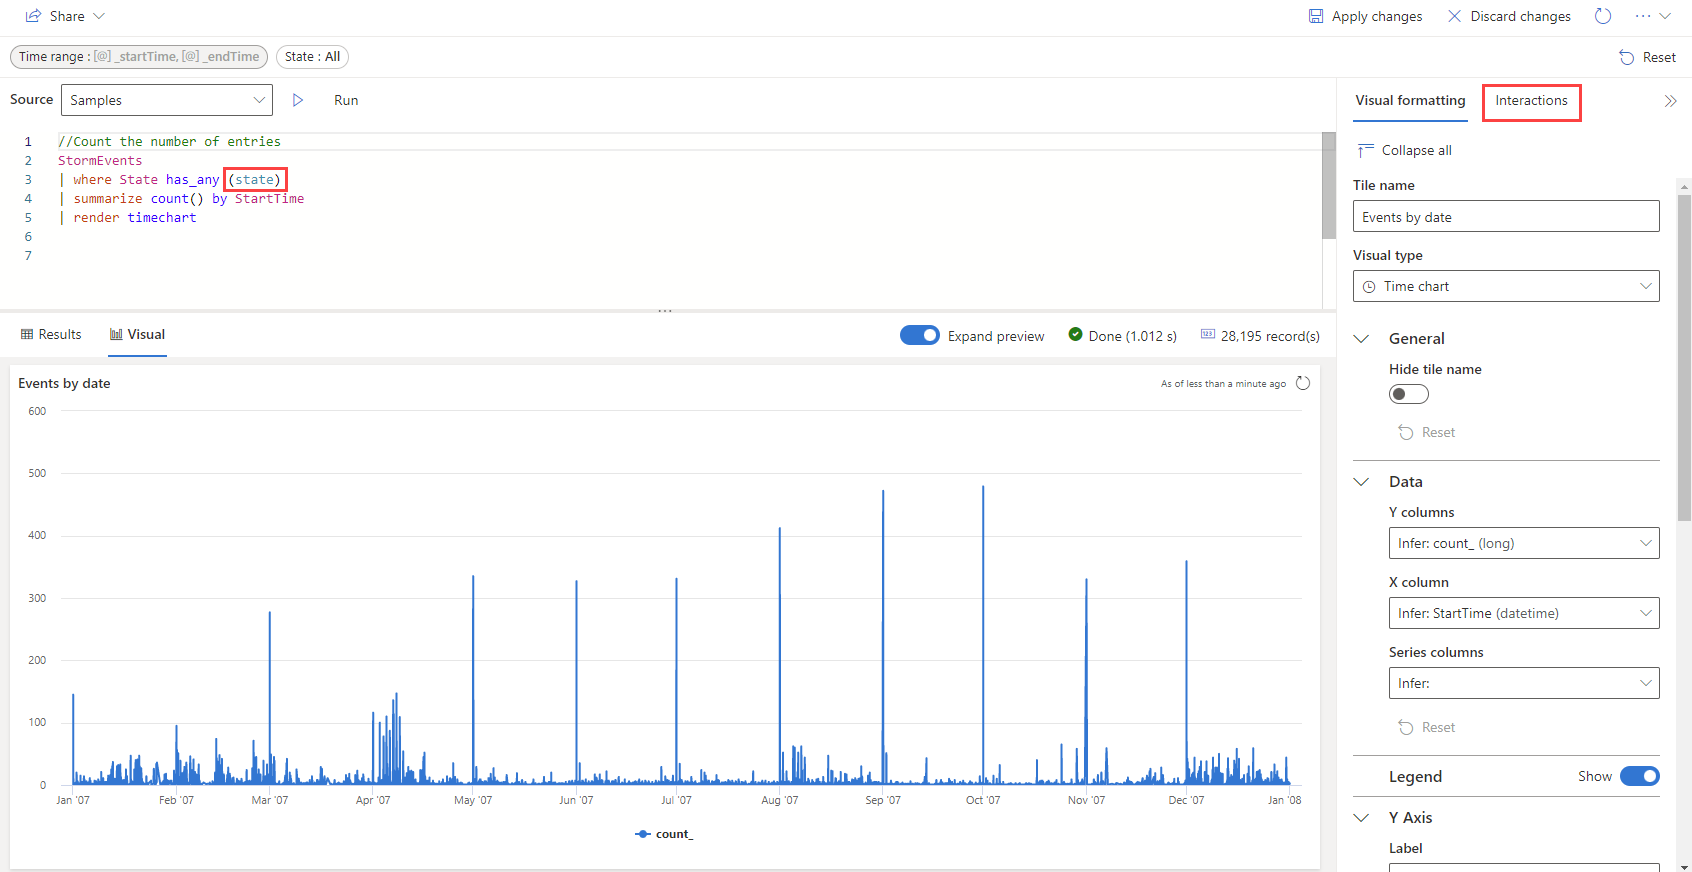 Share
Apply changes
Discard changes
Time range : [@] _startTime, [@] _endTime
State : All
Reset
Source
Samples
Run
Visual formatting
Interactions
1 //Count the number of entries
2 StormEvents
3 | where State has_any (state)
4 | summarize count() by StartTime
5 | render timechart
6
7
Collapse all
Tile name
Events by date
Visual type
Time chart
General
Hide tile name
Reset
Data
Y columns
Infer: count_ (long)
X column
Infer: StartTime (datetime)
Series columns
Infer:
Reset
Legend
Show
Y Axis
Label
Results
Visual
Expand preview
Done (1.012 s)
28,195 record(s)
Events by date
As of less than a minute ago
600
500
400
300
200
100
0
Jan '07
Feb '07
Mar '07
Apr '07
May '07
Jun '07
Jul '07
Aug '07
Sep '07
Oct '07
Nov '07
Dec '07
Jan '08
count_